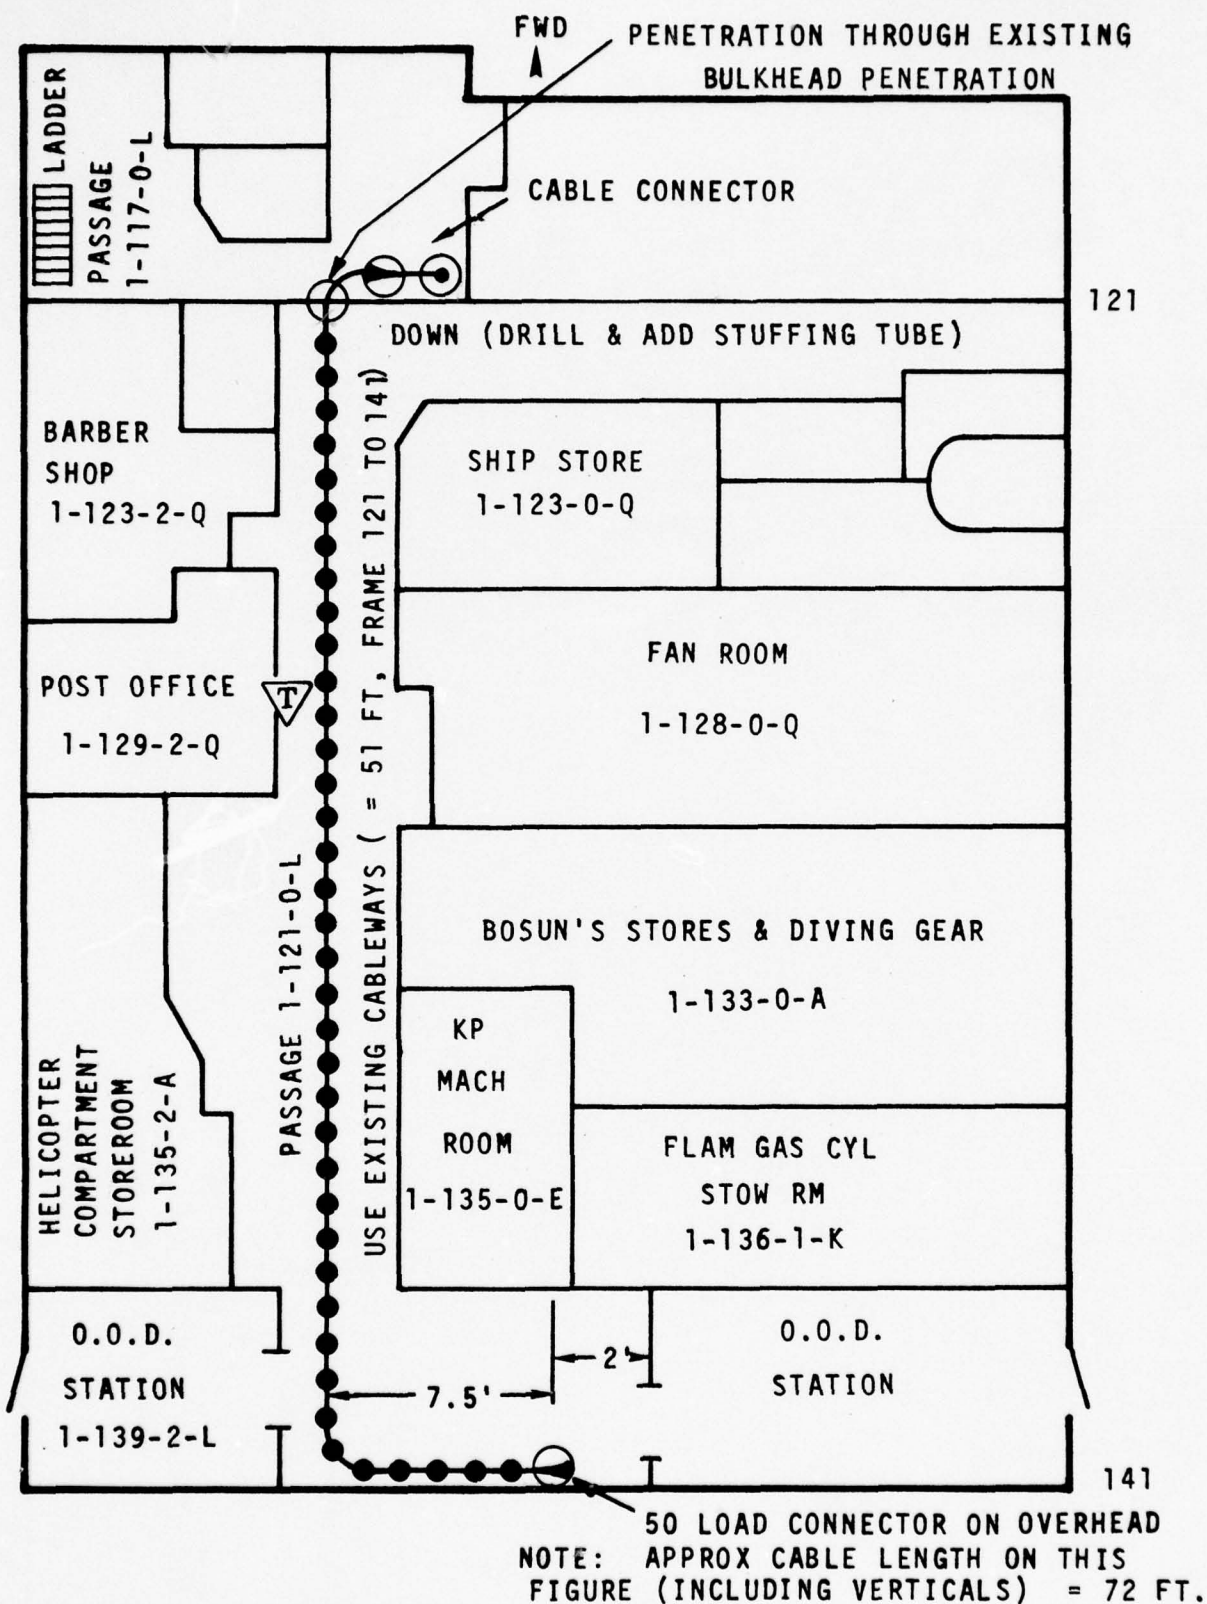 FWD
PENETRATION THROUGH EXISTING
BULKHEAD PENETRATION
LADDER
PASSAGE
1-117-0-L
CABLE CONNECTOR
121
DOWN (DRILL & ADD STUFFING TUBE)
BARBER
SHOP
1-123-2-Q
SHIP STORE
1-123-0-Q
USE EXISTING CABLEWAYS ( = 51 FT, FRAME 121 TO 141)
FAN ROOM
1-128-0-Q
POST OFFICE
1-129-2-Q
T
PASSAGE 1-121-0-L
BOSUN'S STORES & DIVING GEAR
1-133-0-A
KP
MACH
ROOM
1-135-0-E
HELICOPTER
COMPARTMENT
STOREROOM
1-135-2-A
FLAM GAS CYL
STOW RM
1-136-1-K
O.O.D.
STATION
1-139-2-L
2'
7.5'
O.O.D.
STATION
141
50 LOAD CONNECTOR ON OVERHEAD
NOTE: APPROX CABLE LENGTH ON THIS
FIGURE (INCLUDING VERTICALS) = 72 FT.